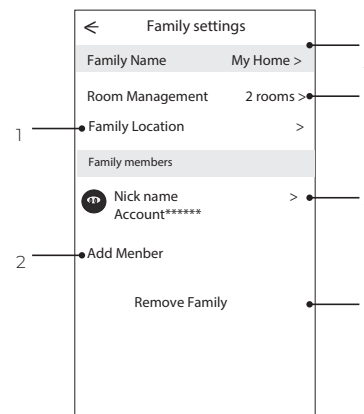 < Family settings
Family Name My Home >
Room Management 2 rooms >
1 Family Location >
Family members
Nick name >
Account******
2 Add Menber
Remove Family